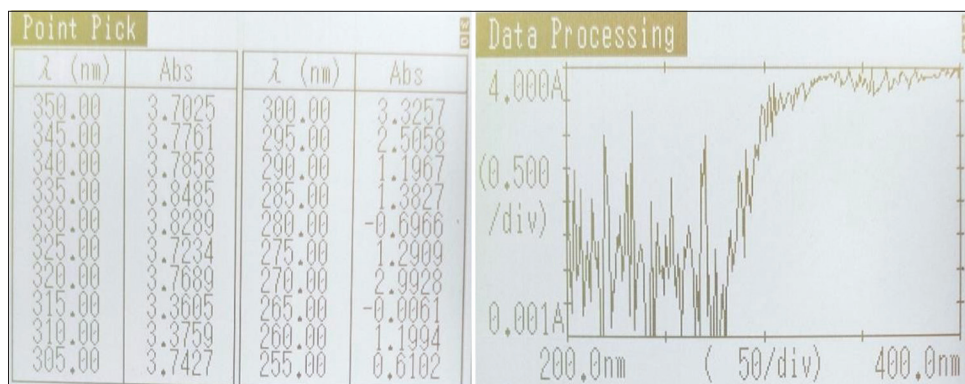 Point Pick
λ (nm) Abs λ (nm) Abs
350.00 3.7025 300.00 3.3257
345.00 3.7761 295.00 2.5058
340.00 3.7858 290.00 1.1967
335.00 3.8485 285.00 1.3827
330.00 3.8289 280.00 -0.6966
325.00 3.7234 275.00 1.2909
320.00 3.7689 270.00 2.9928
315.00 3.3605 265.00 -0.0061
310.00 3.3759 260.00 1.1994
305.00 3.7427 255.00 0.6102
Data Processing
4.000A
(0.500
/div)
0.001A
200.0nm ( 50/div) 400.0nm